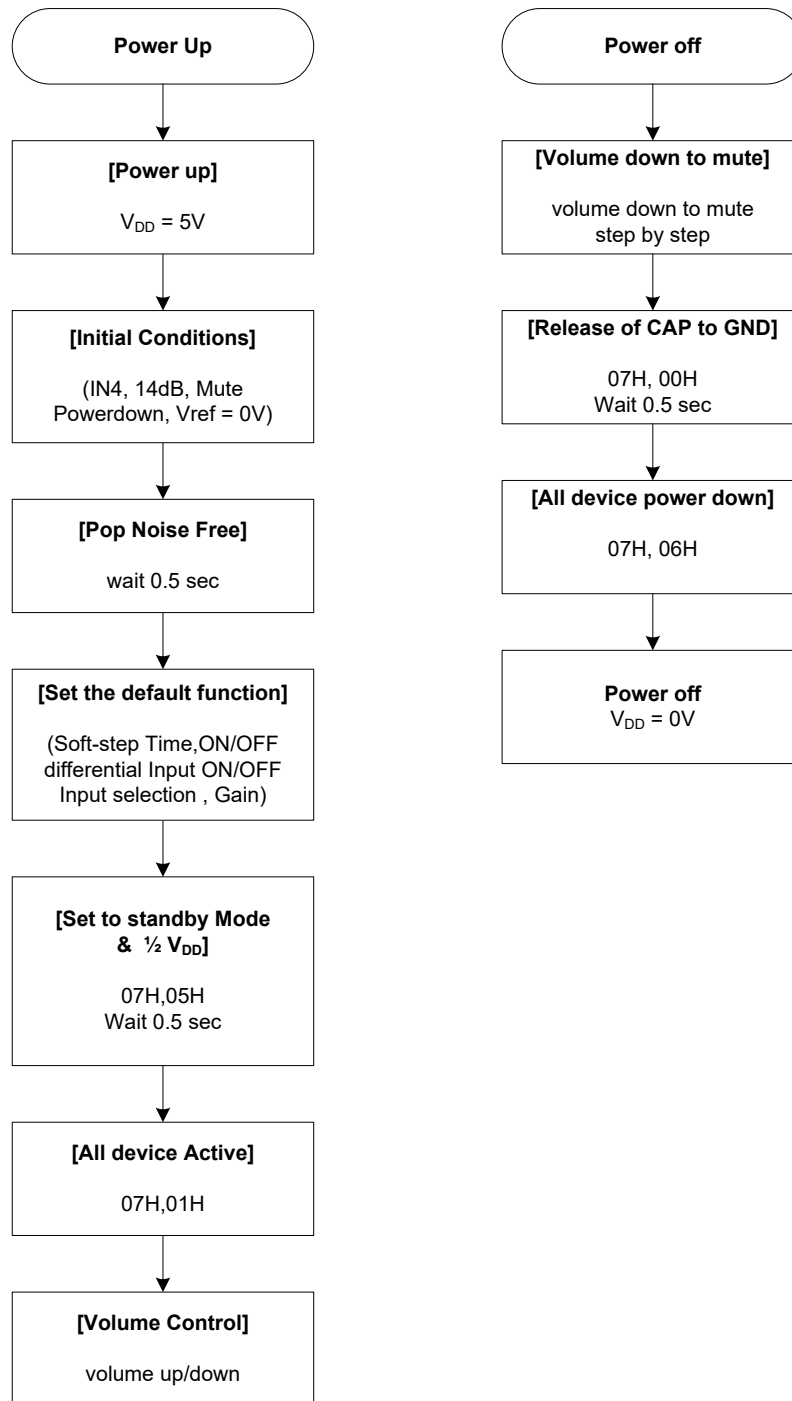 Power Up
[Power up]
VDD = 5V
[Initial Conditions]
(IN4, 14dB, Mute
Powerdown, Vref = 0V)
[Pop Noise Free]
wait 0.5 sec
[Set the default function]
(Soft-step Time,ON/OFF
differential Input ON/OFF
Input selection , Gain)
[Set to standby Mode
& ½ VDD]
07H,05H
Wait 0.5 sec
[All device Active]
07H,01H
[Volume Control]
volume up/down
Power off
[Volume down to mute]
volume down to mute
step by step
[Release of CAP to GND]
07H, 00H
Wait 0.5 sec
[All device power down]
07H, 06H
Power off
VDD = 0V